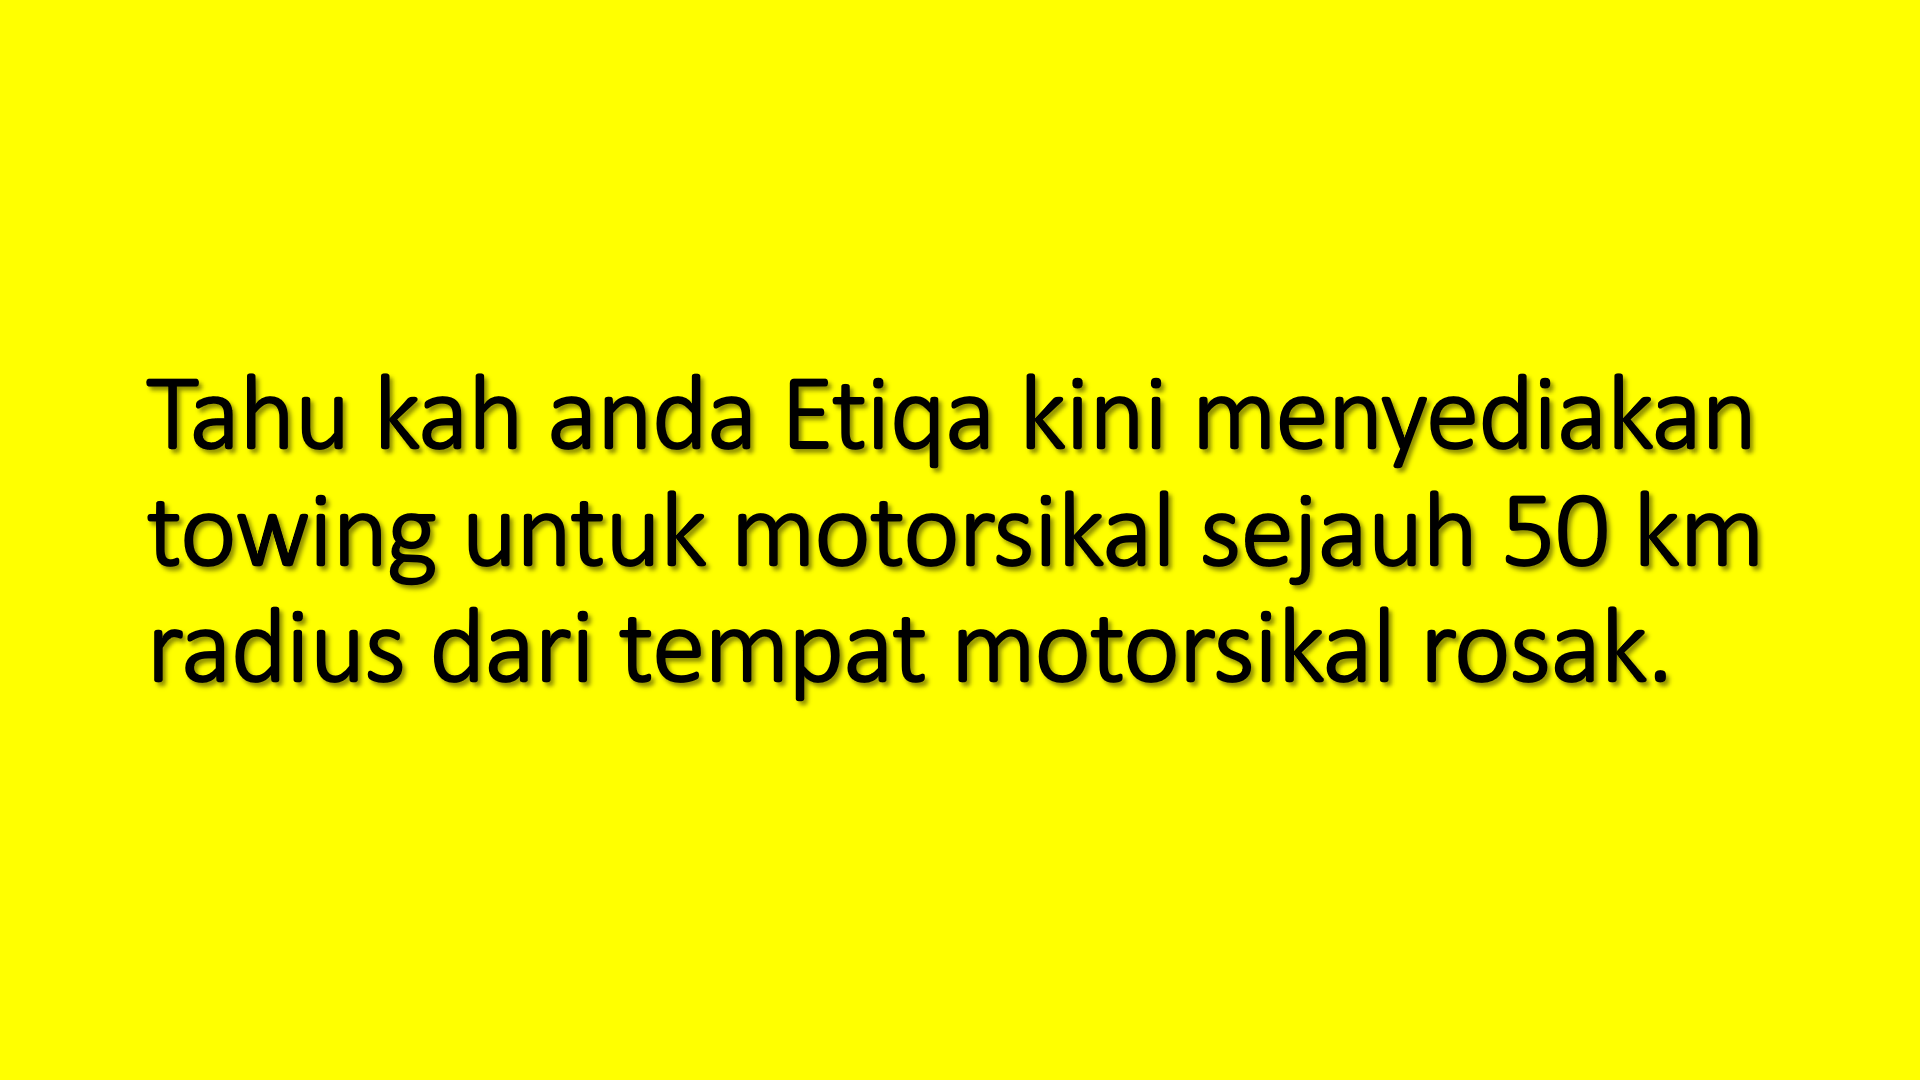 Tahu kah anda Etiqa kini menyediakan
towing untuk motorsikal sejauh 50 km
radius dari tempat motorsikal rosak.